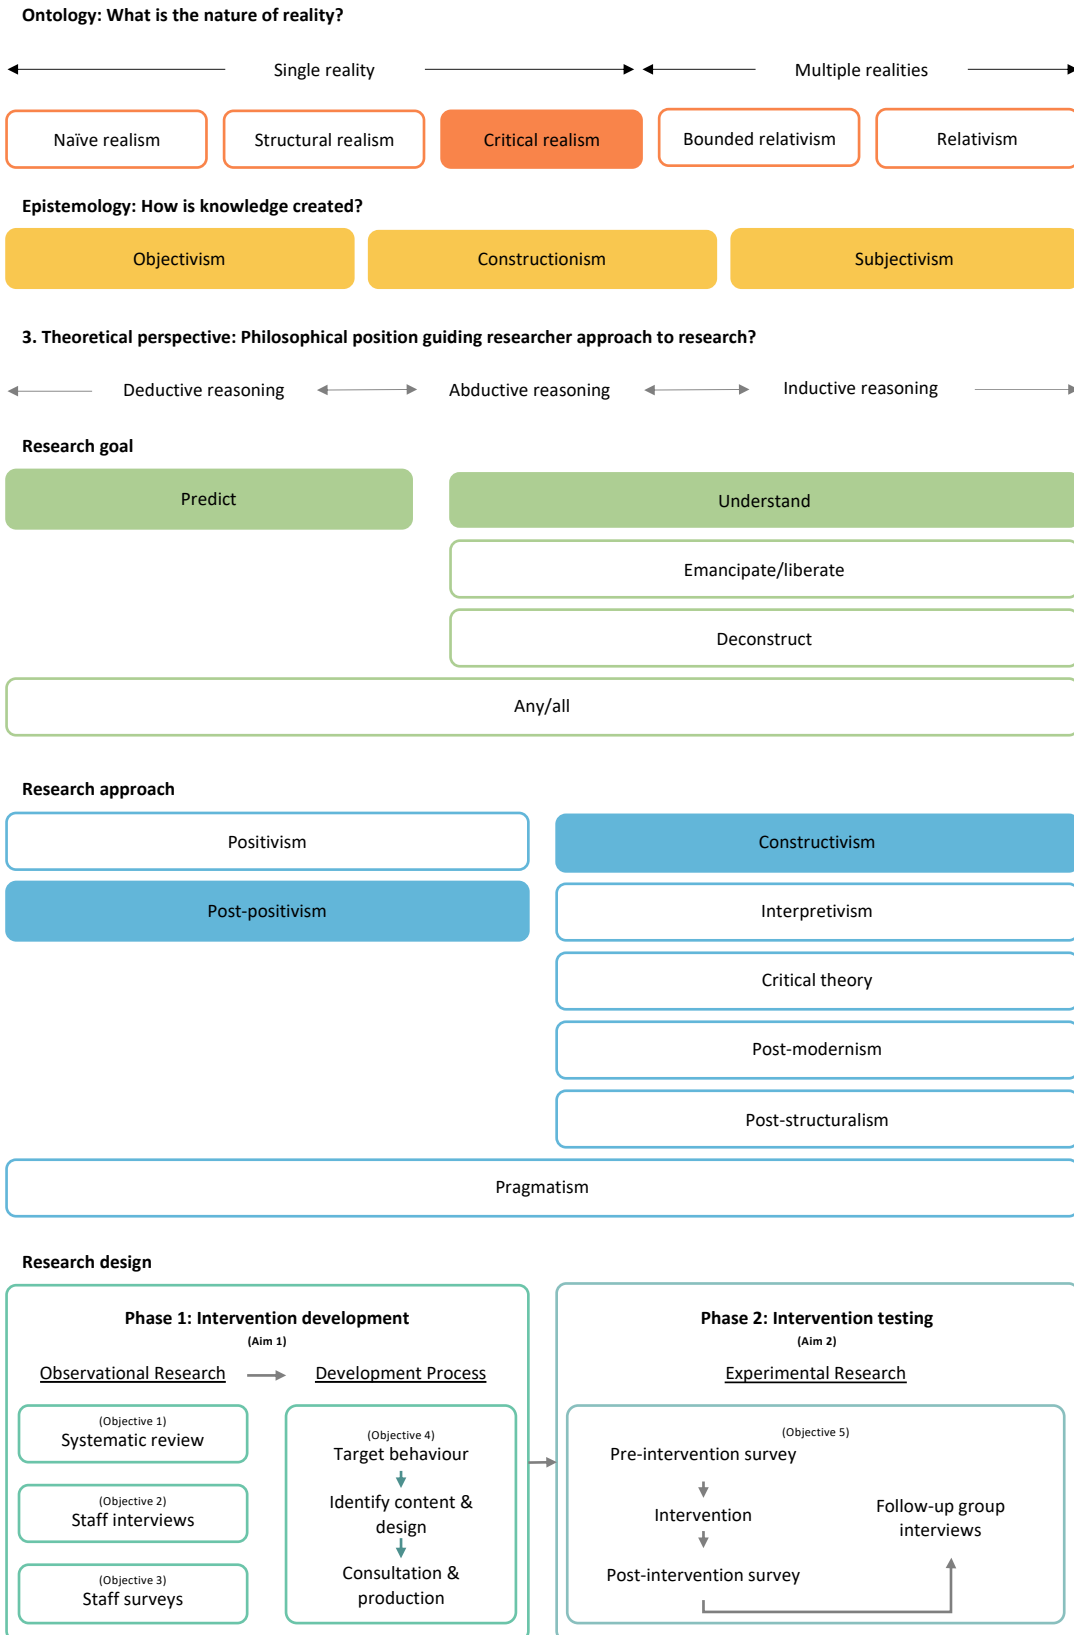 Ontology: What is the nature of reality?
Single reality
Multiple realities
Naïve realism
Structural realism
Critical realism
Bounded relativism
Relativism
Epistemology: How is knowledge created?
Objectivism
Constructionism
Subjectivism
3. Theoretical perspective: Philosophical position guiding researcher approach to research?
Deductive reasoning
Abductive reasoning
Inductive reasoning
Research goal
Predict
Understand
Emancipate/liberate
Deconstruct
Any/all
Research approach
Positivism
Constructivism
Post-positivism
Interpretivism
Critical theory
Post-modernism
Post-structuralism
Pragmatism
Research design
Phase 1: Intervention development
(Aim 1)
Observational Research
Development Process
(Objective 1)
Systematic review
(Objective 2)
Staff interviews
(Objective 3)
Staff surveys
(Objective 4)
Target behaviour
Identify content &
design
Consultation &
production
Phase 2: Intervention testing
(Aim 2)
Experimental Research
(Objective 5)
Pre-intervention survey
Intervention
Post-intervention survey
Follow-up group
interviews